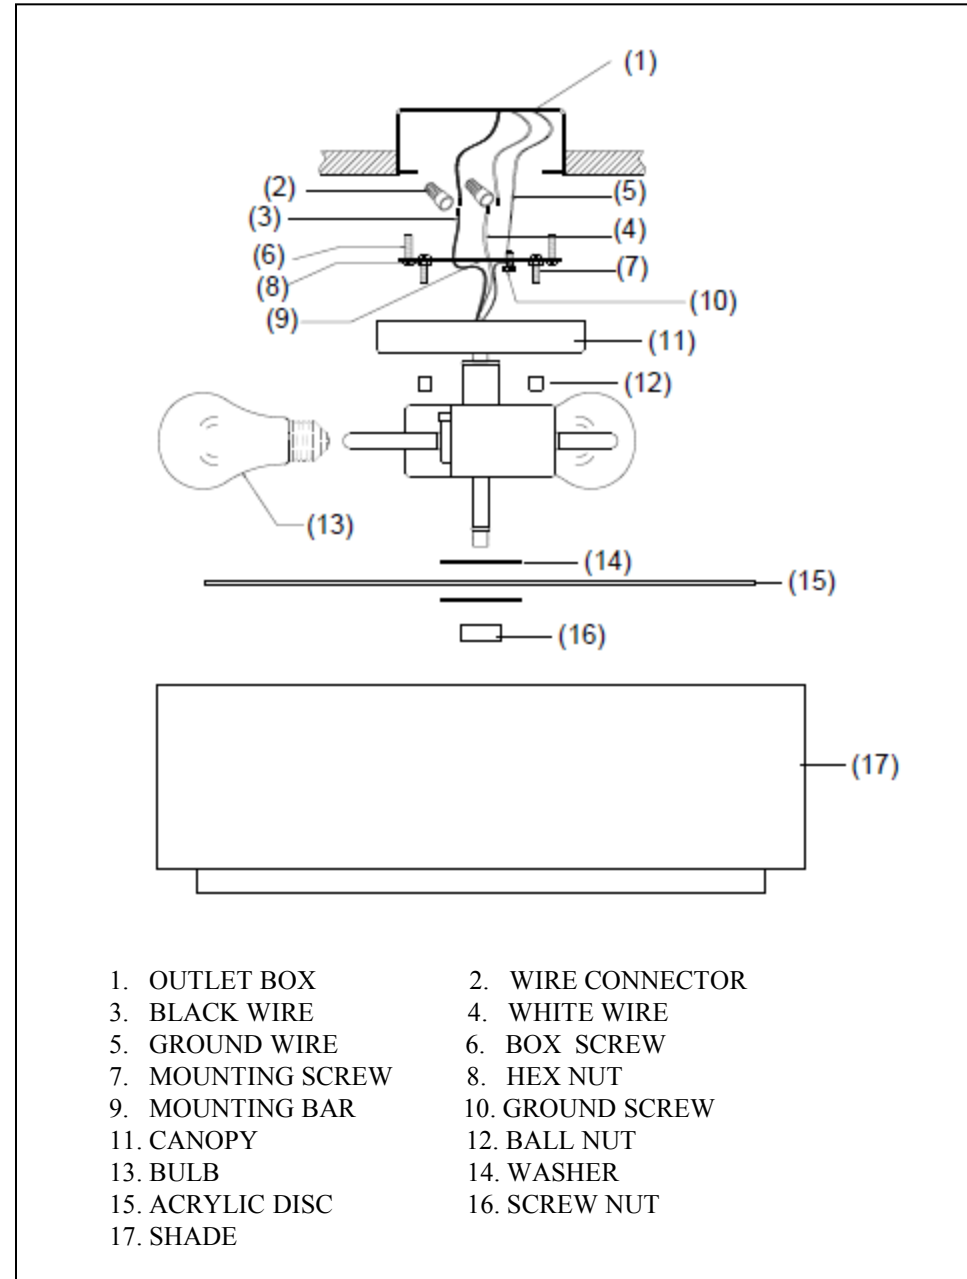 (1)
(2)
(5)
(3)
(4)
(6)
(7)
(8)
(10)
(9)
(11)
(12)
(13)
(14)
(15)
(16)
(17)
1. OUTLET BOX 2. WIRE CONNECTOR
3. BLACK WIRE 4. WHITE WIRE
5. GROUND WIRE 6. BOX SCREW
7. MOUNTING SCREW 8. HEX NUT
9. MOUNTING BAR 10. GROUND SCREW
11. CANOPY 12. BALL NUT
13. BULB 14. WASHER
15. ACRYLIC DISC 16. SCREW NUT
17. SHADE